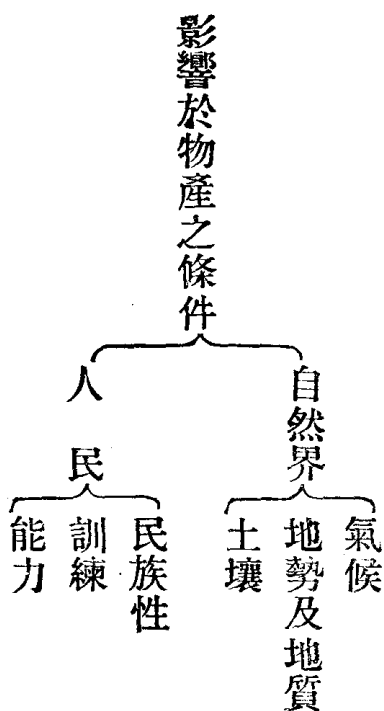 影響於物產之條件
自然界
氣候
地勢及地質
土壤
人民
民族性
訓練
能力